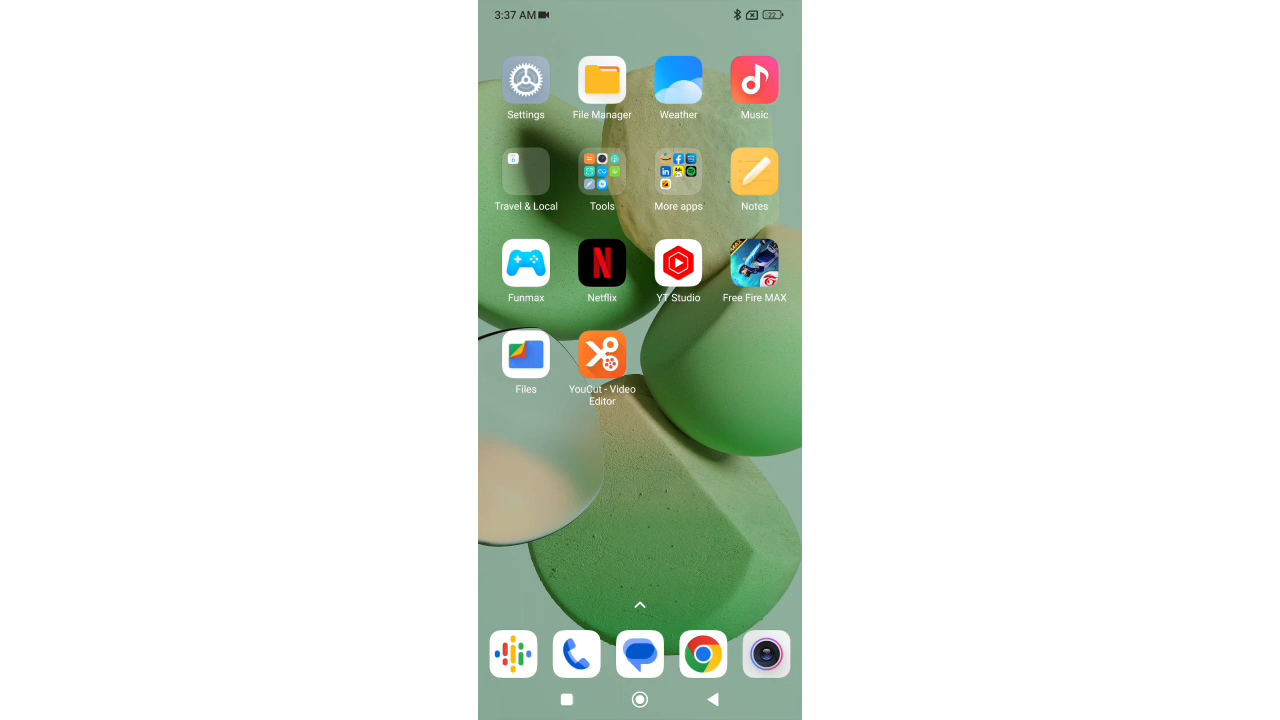 3:37 AM 22
Settings File Manager Weather Music
Travel & Local Tools More apps Notes
Funmax Netflix YT Studio Free Fire MAX
Files YouCut - Video
Editor